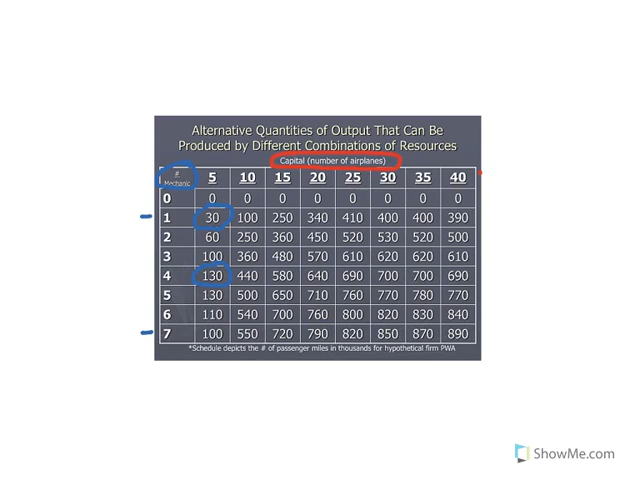 Alternative Quantities of Output That Can Be
Produced by Different Combinations of Resources
Capital (number of airplanes)
# Mechanic 5 10 15 20 25 30 35 40
0 0 0 0 0 0 0 0 0
1 30 100 250 340 410 400 400 390
2 60 250 360 450 520 530 520 500
3 100 360 480 570 610 620 620 610
4 130 440 580 640 690 700 700 690
5 130 500 650 710 760 770 780 770
6 110 540 700 760 800 820 830 840
7 100 550 720 790 820 850 870 890
*Schedule depicts the # of passenger miles in thousands for hypothetical firm PWA
ShowMe.com